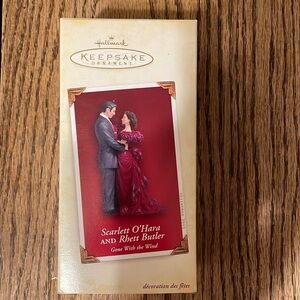 Hallmark
KEEPSAKE
ORNAMENT
Scarlett O'Hara
AND Rhett Butler
Gone With the Wind
décoration des fêtes